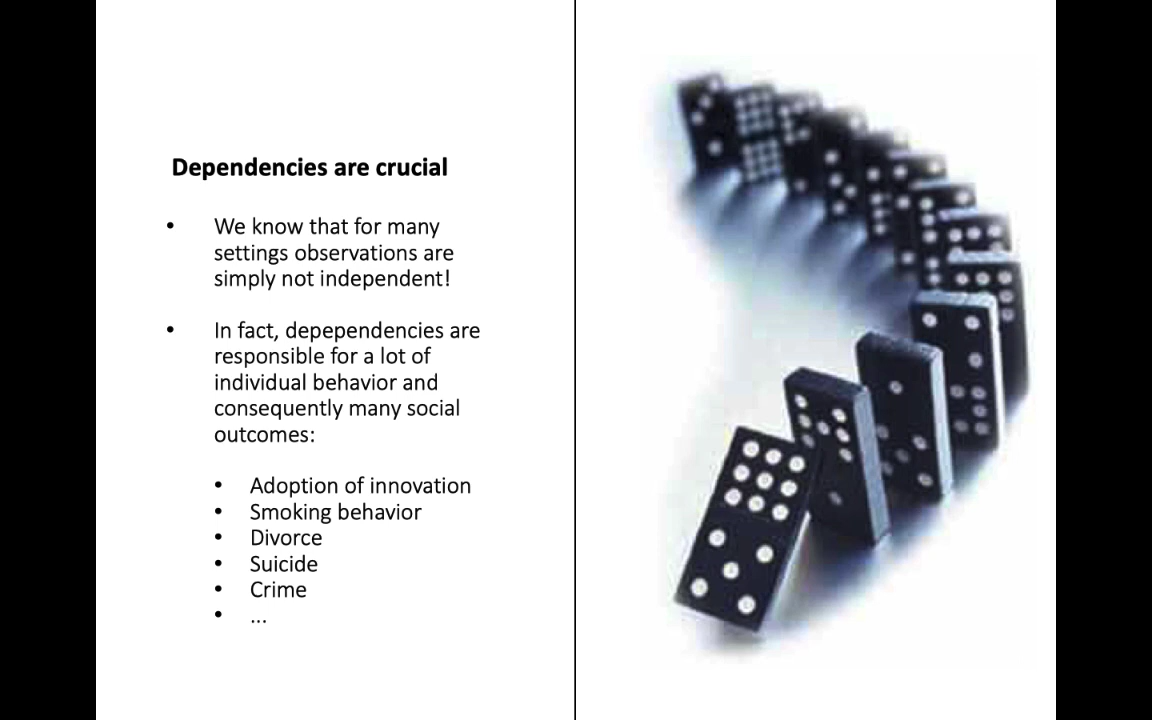 Dependencies are crucial
• We know that for many
settings observations are
simply not independent!
• In fact, depependencies are
responsible for a lot of
individual behavior and
consequently many social
outcomes:
• Adoption of innovation
• Smoking behavior
• Divorce
• Suicide
• Crime
• ...